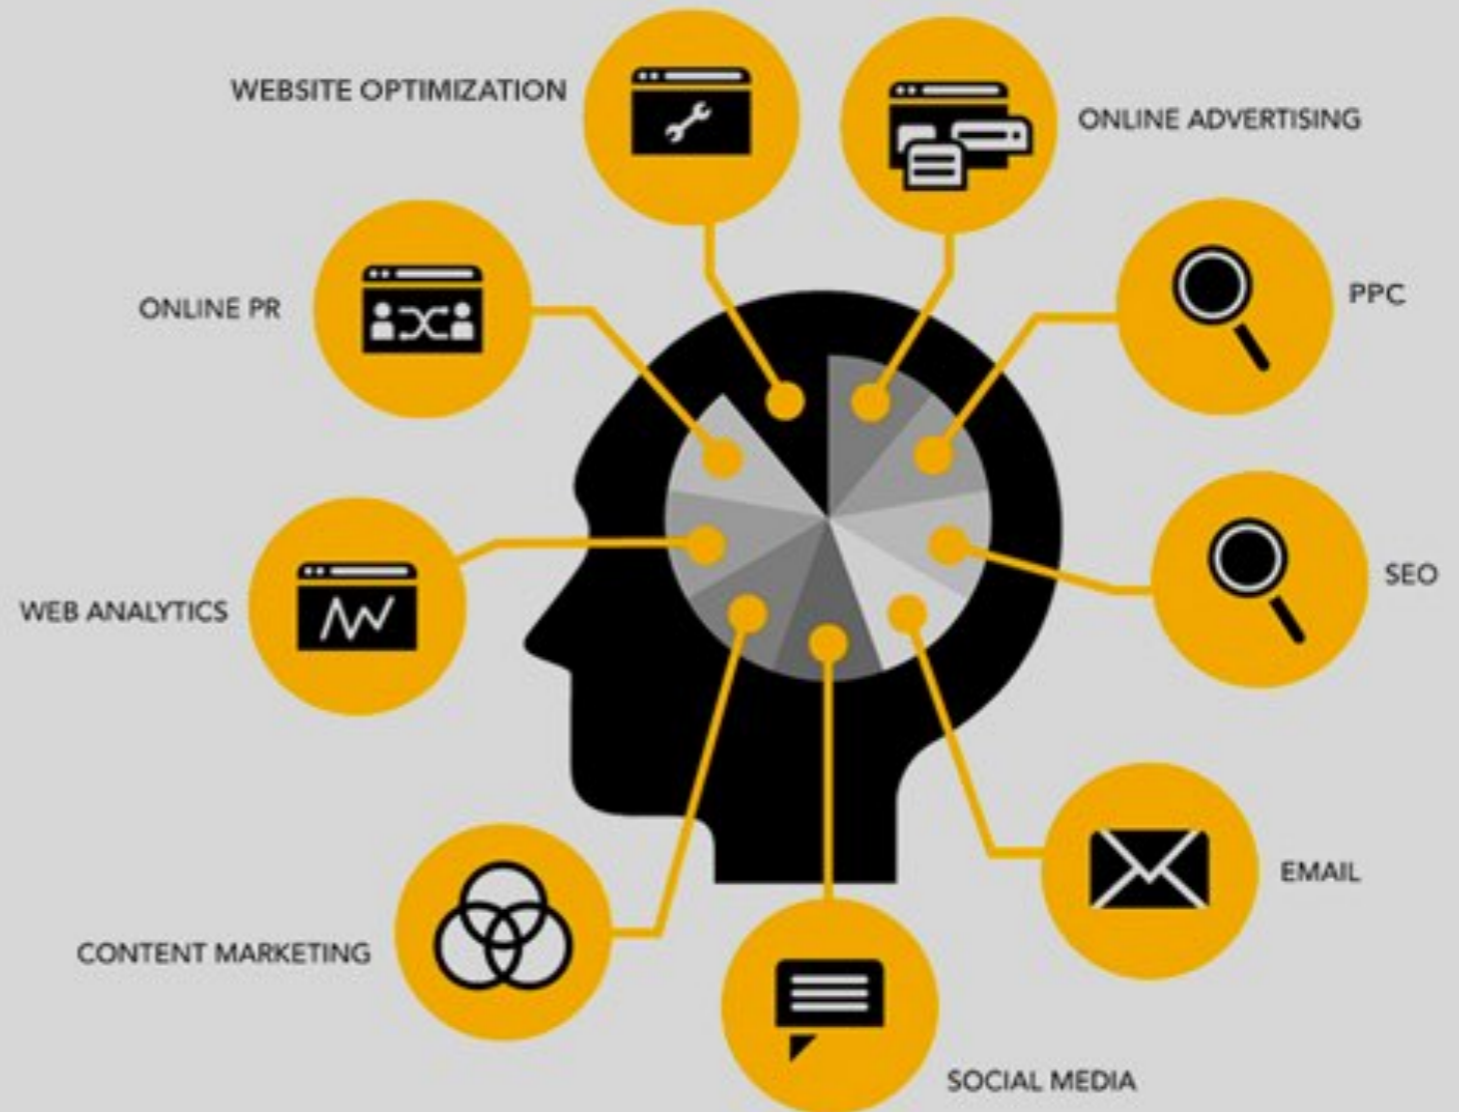 WEBSITE OPTIMIZATION
ONLINE ADVERTISING
ONLINE PR
PPC
WEB ANALYTICS
SEO
CONTENT MARKETING
EMAIL
SOCIAL MEDIA